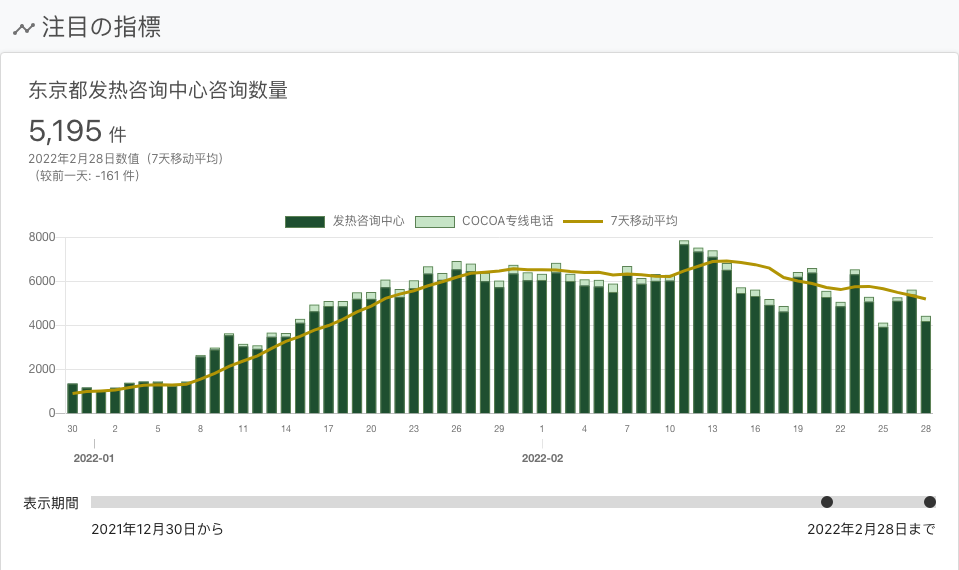 注目の指標
东京都发热咨询中心咨询数量
5,195 件
2022年2月28日数值（7天移动平均）
（较前一天: -161 件）
发热咨询中心 COCOA专线电话 7天移动平均
8000
6000
4000
2000
0
30 2 5 8 11 14 17 20 23 26 29 1 4 7 10 13 16 19 22 25 28
2022-01 2022-02
表示期間
2021年12月30日から 2022年2月28日まで